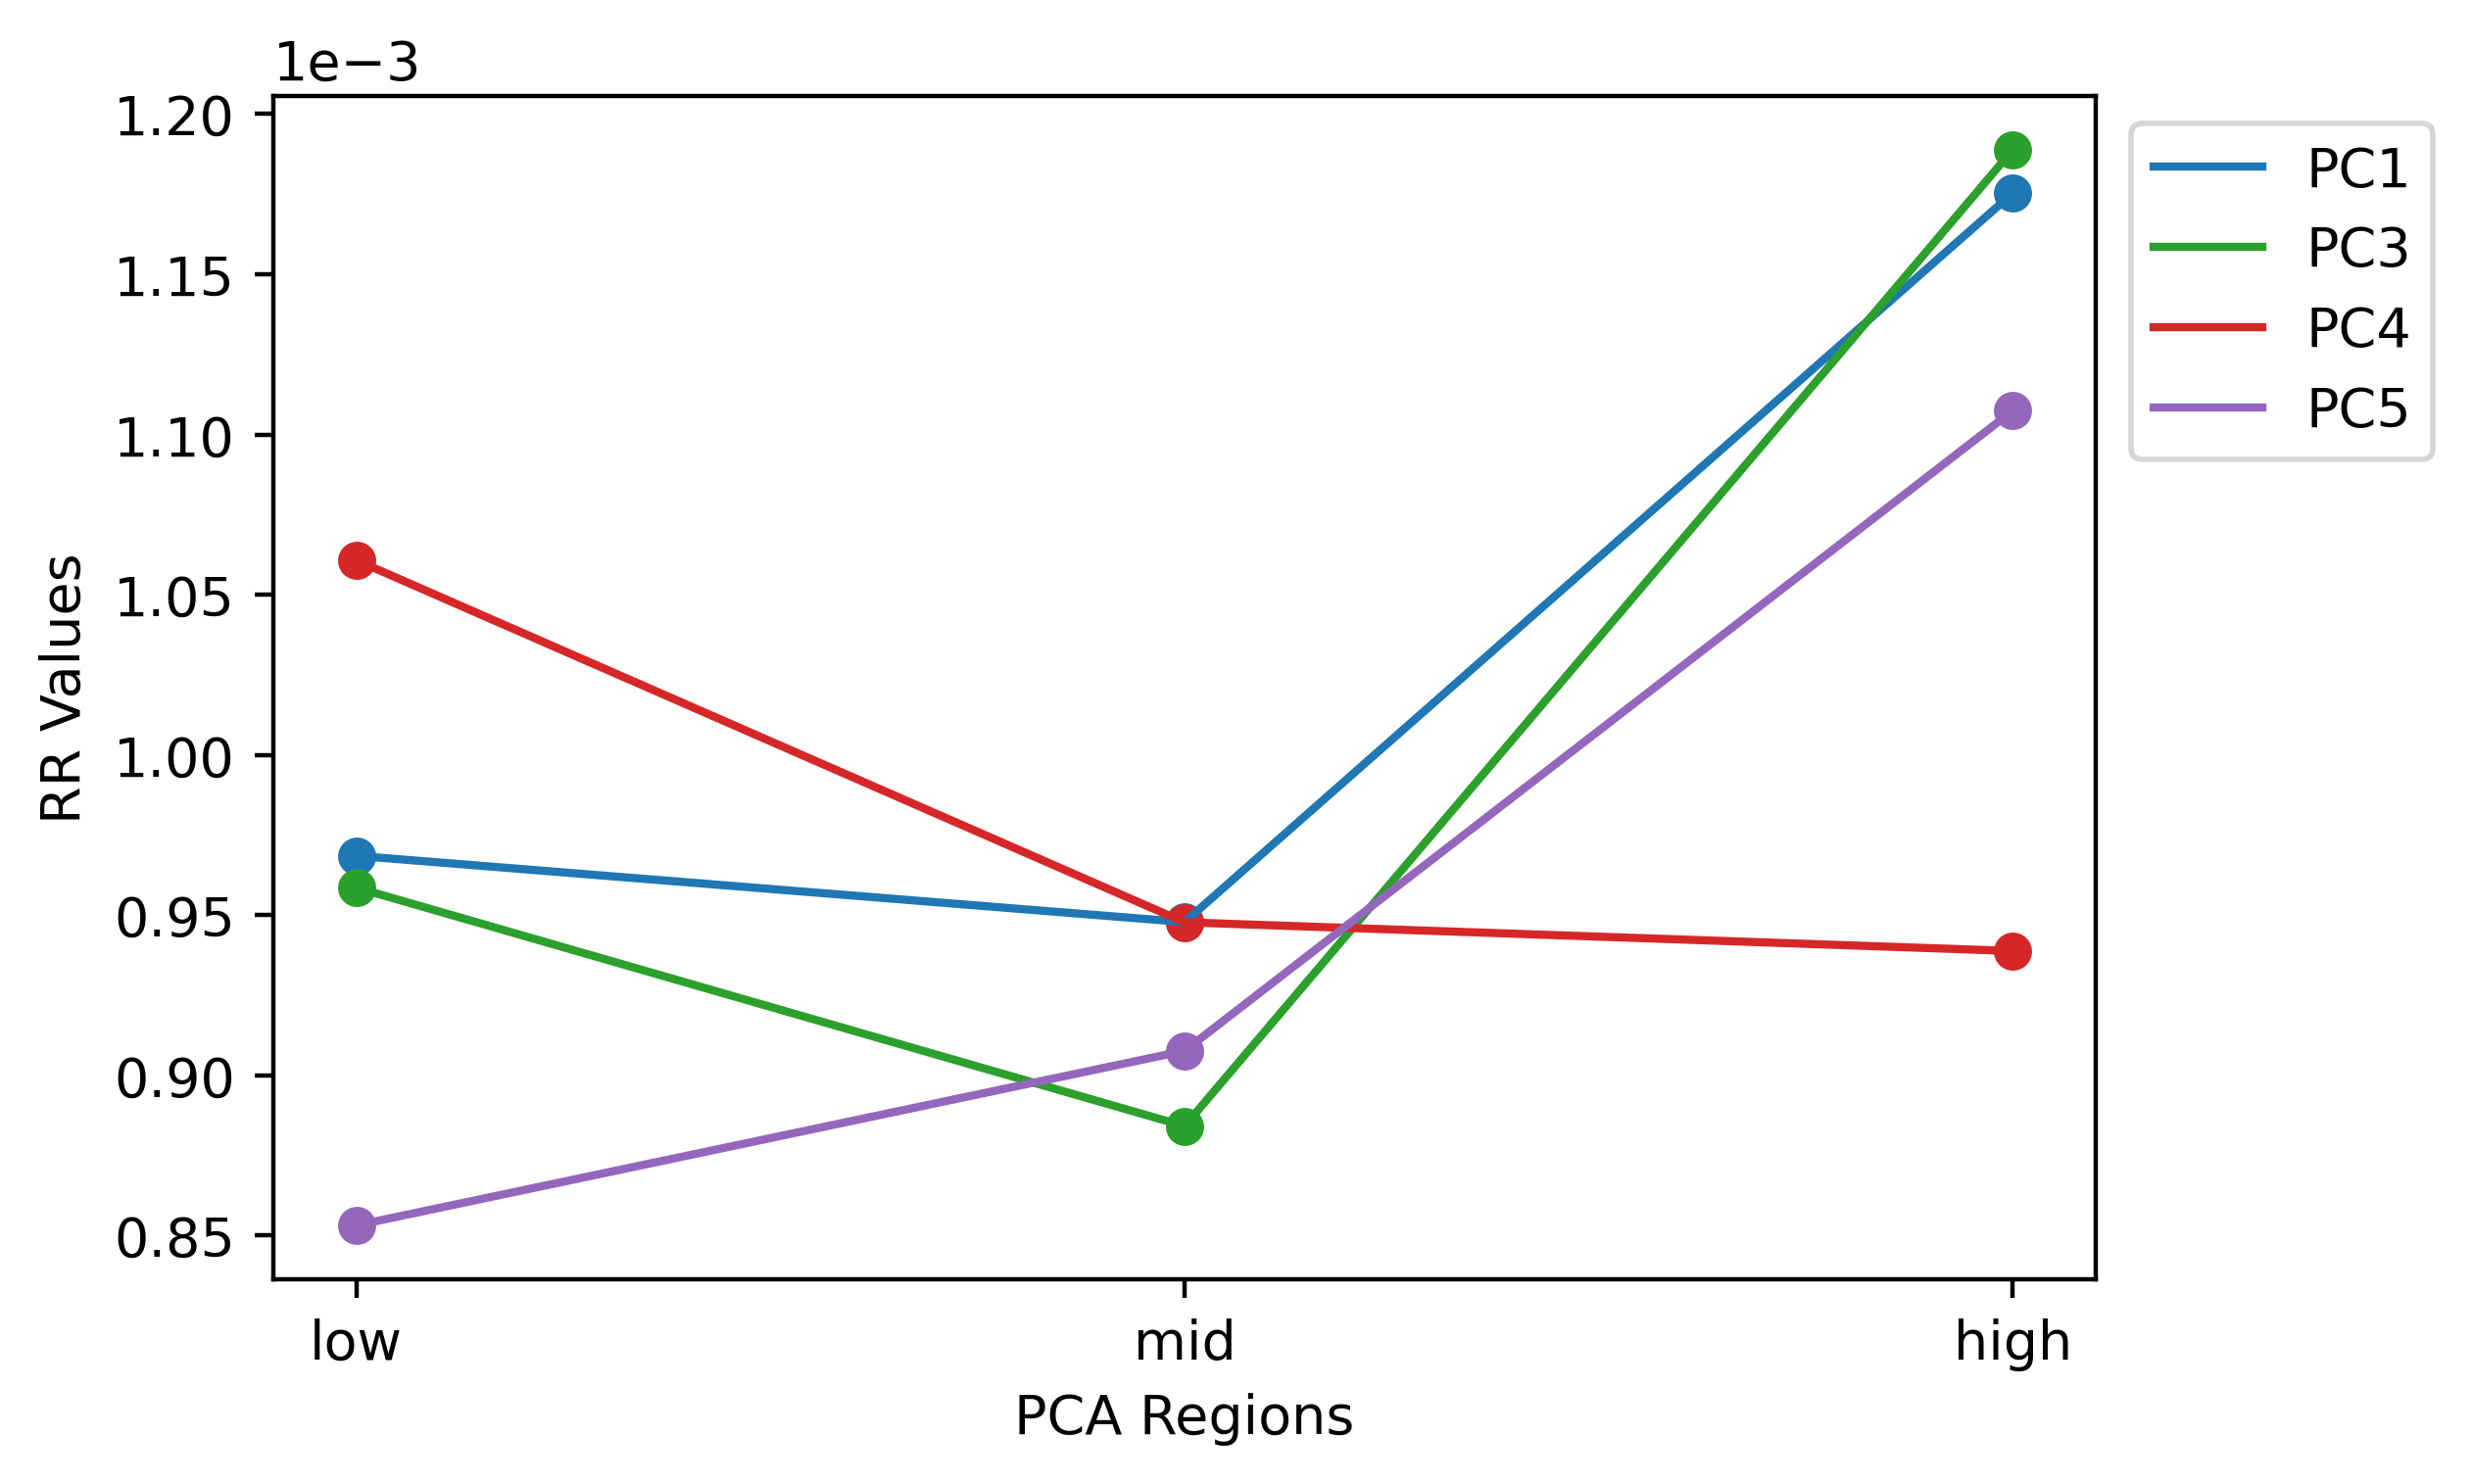 1e−3
1.20
1.15
1.10
1.05
1.00
0.95
0.90
0.85
RR Values
low
mid
high
PCA Regions
PC1
PC3
PC4
PC5